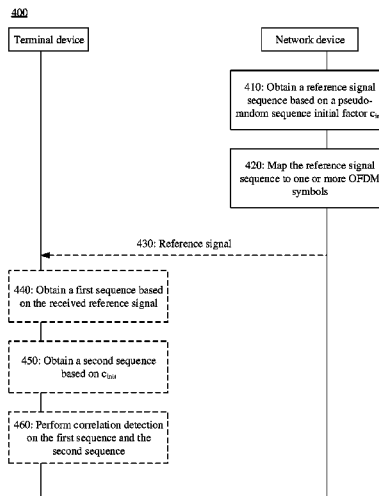 400
Terminal device
Network device
410: Obtain a reference signal
sequence based on a pseudo-
random sequence initial factor
420: Map the reference signal
sequence to one or more OFDM
symbols
430: Reference signal
440: Obtain a first sequence based
on the received reference signal
450: Obtain a second sequence
based on cinit
460: Perform correlation detection
on the first sequence and the
second sequence